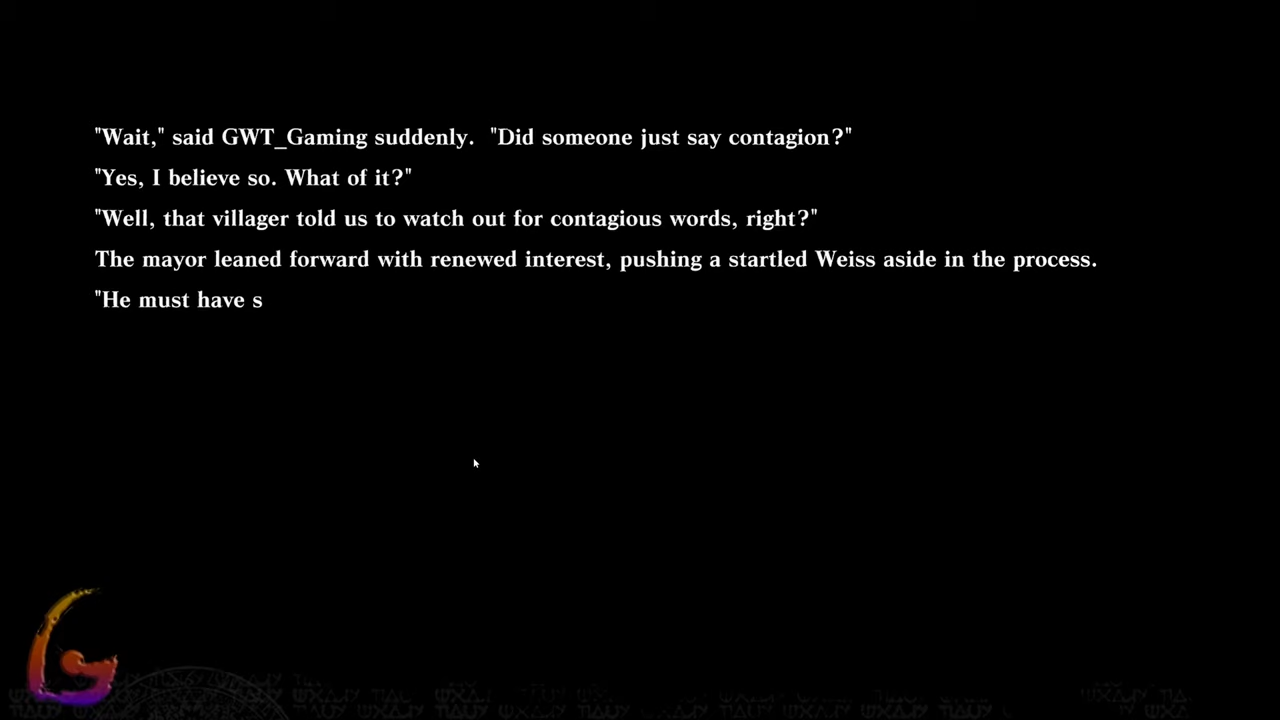 "Wait," said GWT_Gaming suddenly.  "Did someone just say contagion?"
"Yes, I believe so. What of it?"
"Well, that villager told us to watch out for contagious words, right?"
The mayor leaned forward with renewed interest, pushing a startled Weiss aside in the process.
"He must have s